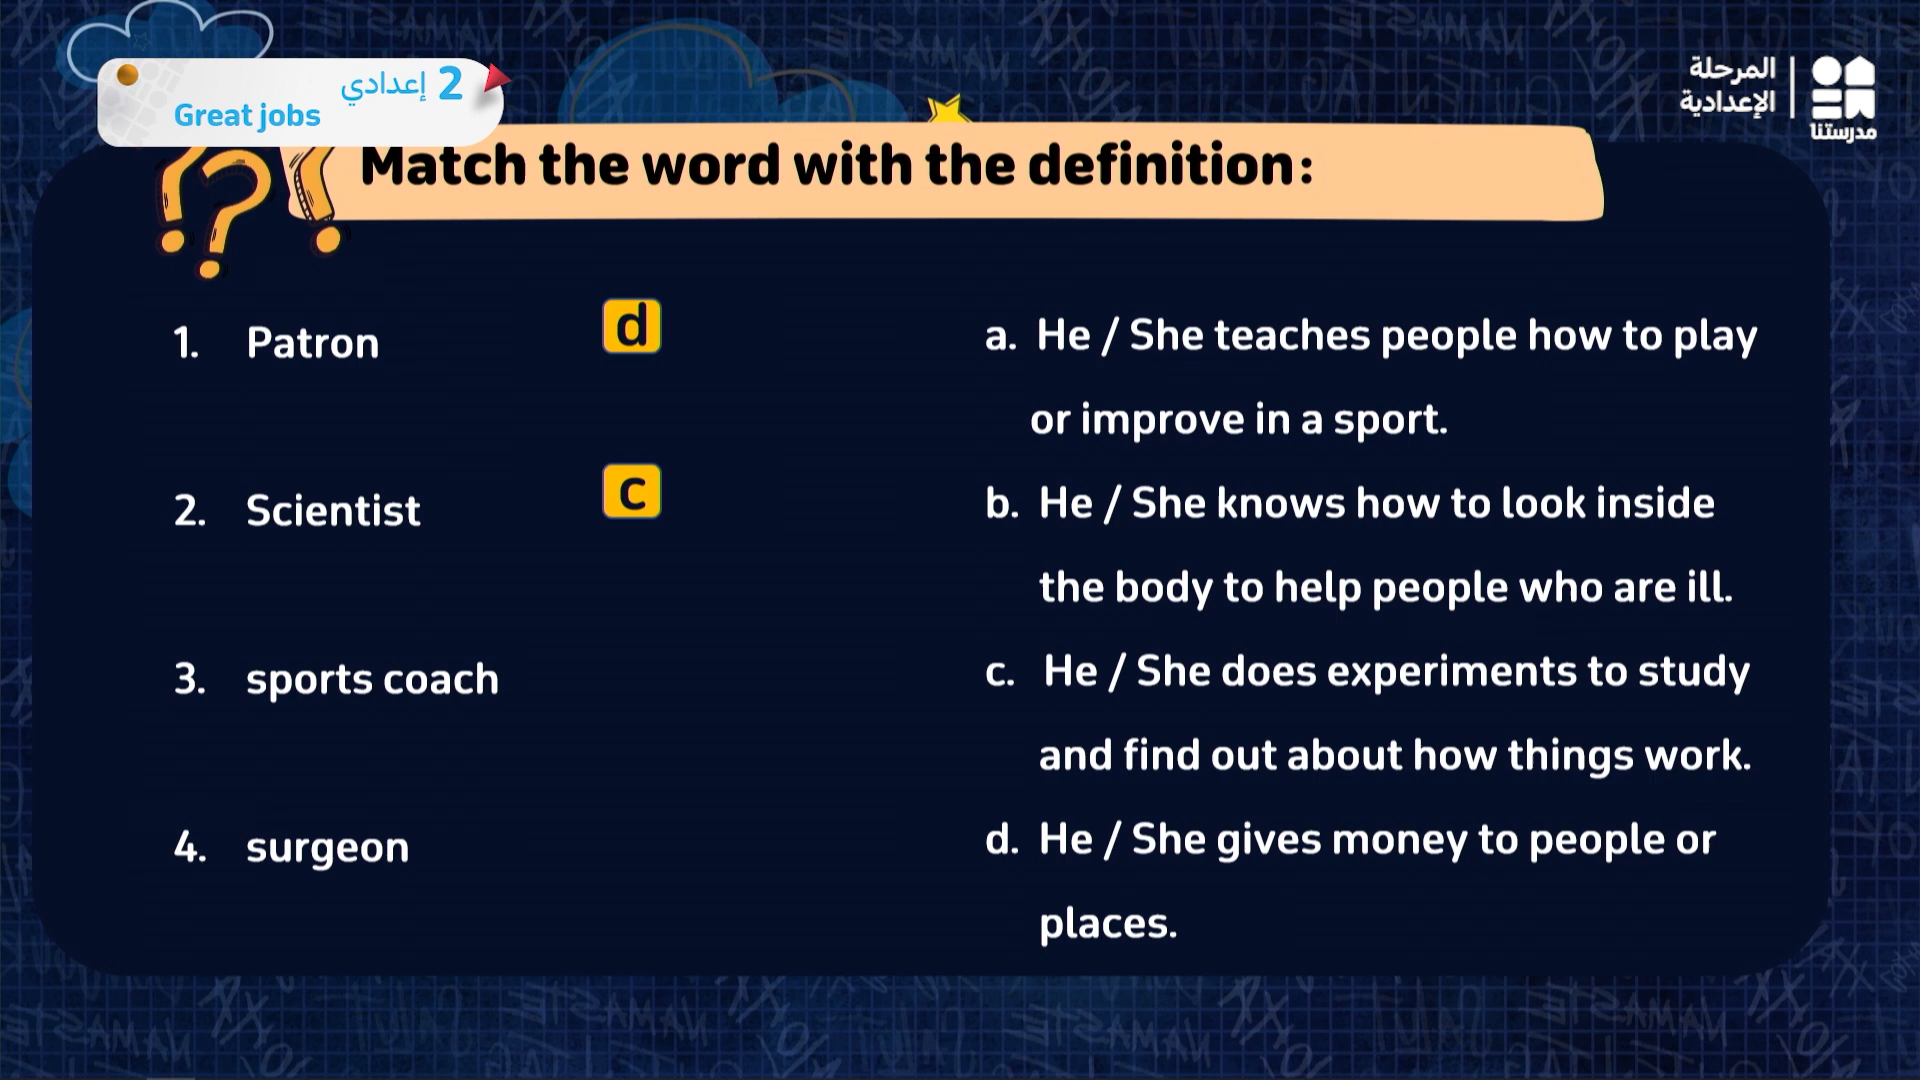 2 إعدادي
Great jobs
المرحلة
الإعدادية
مدرستنا
Match the word with the definition:
1. Patron
d
2. Scientist
c
3. sports coach
4. surgeon
a. He / She teaches people how to play
or improve in a sport.
b. He / She knows how to look inside
the body to help people who are ill.
c. He / She does experiments to study
and find out about how things work.
d. He / She gives money to people or
places.